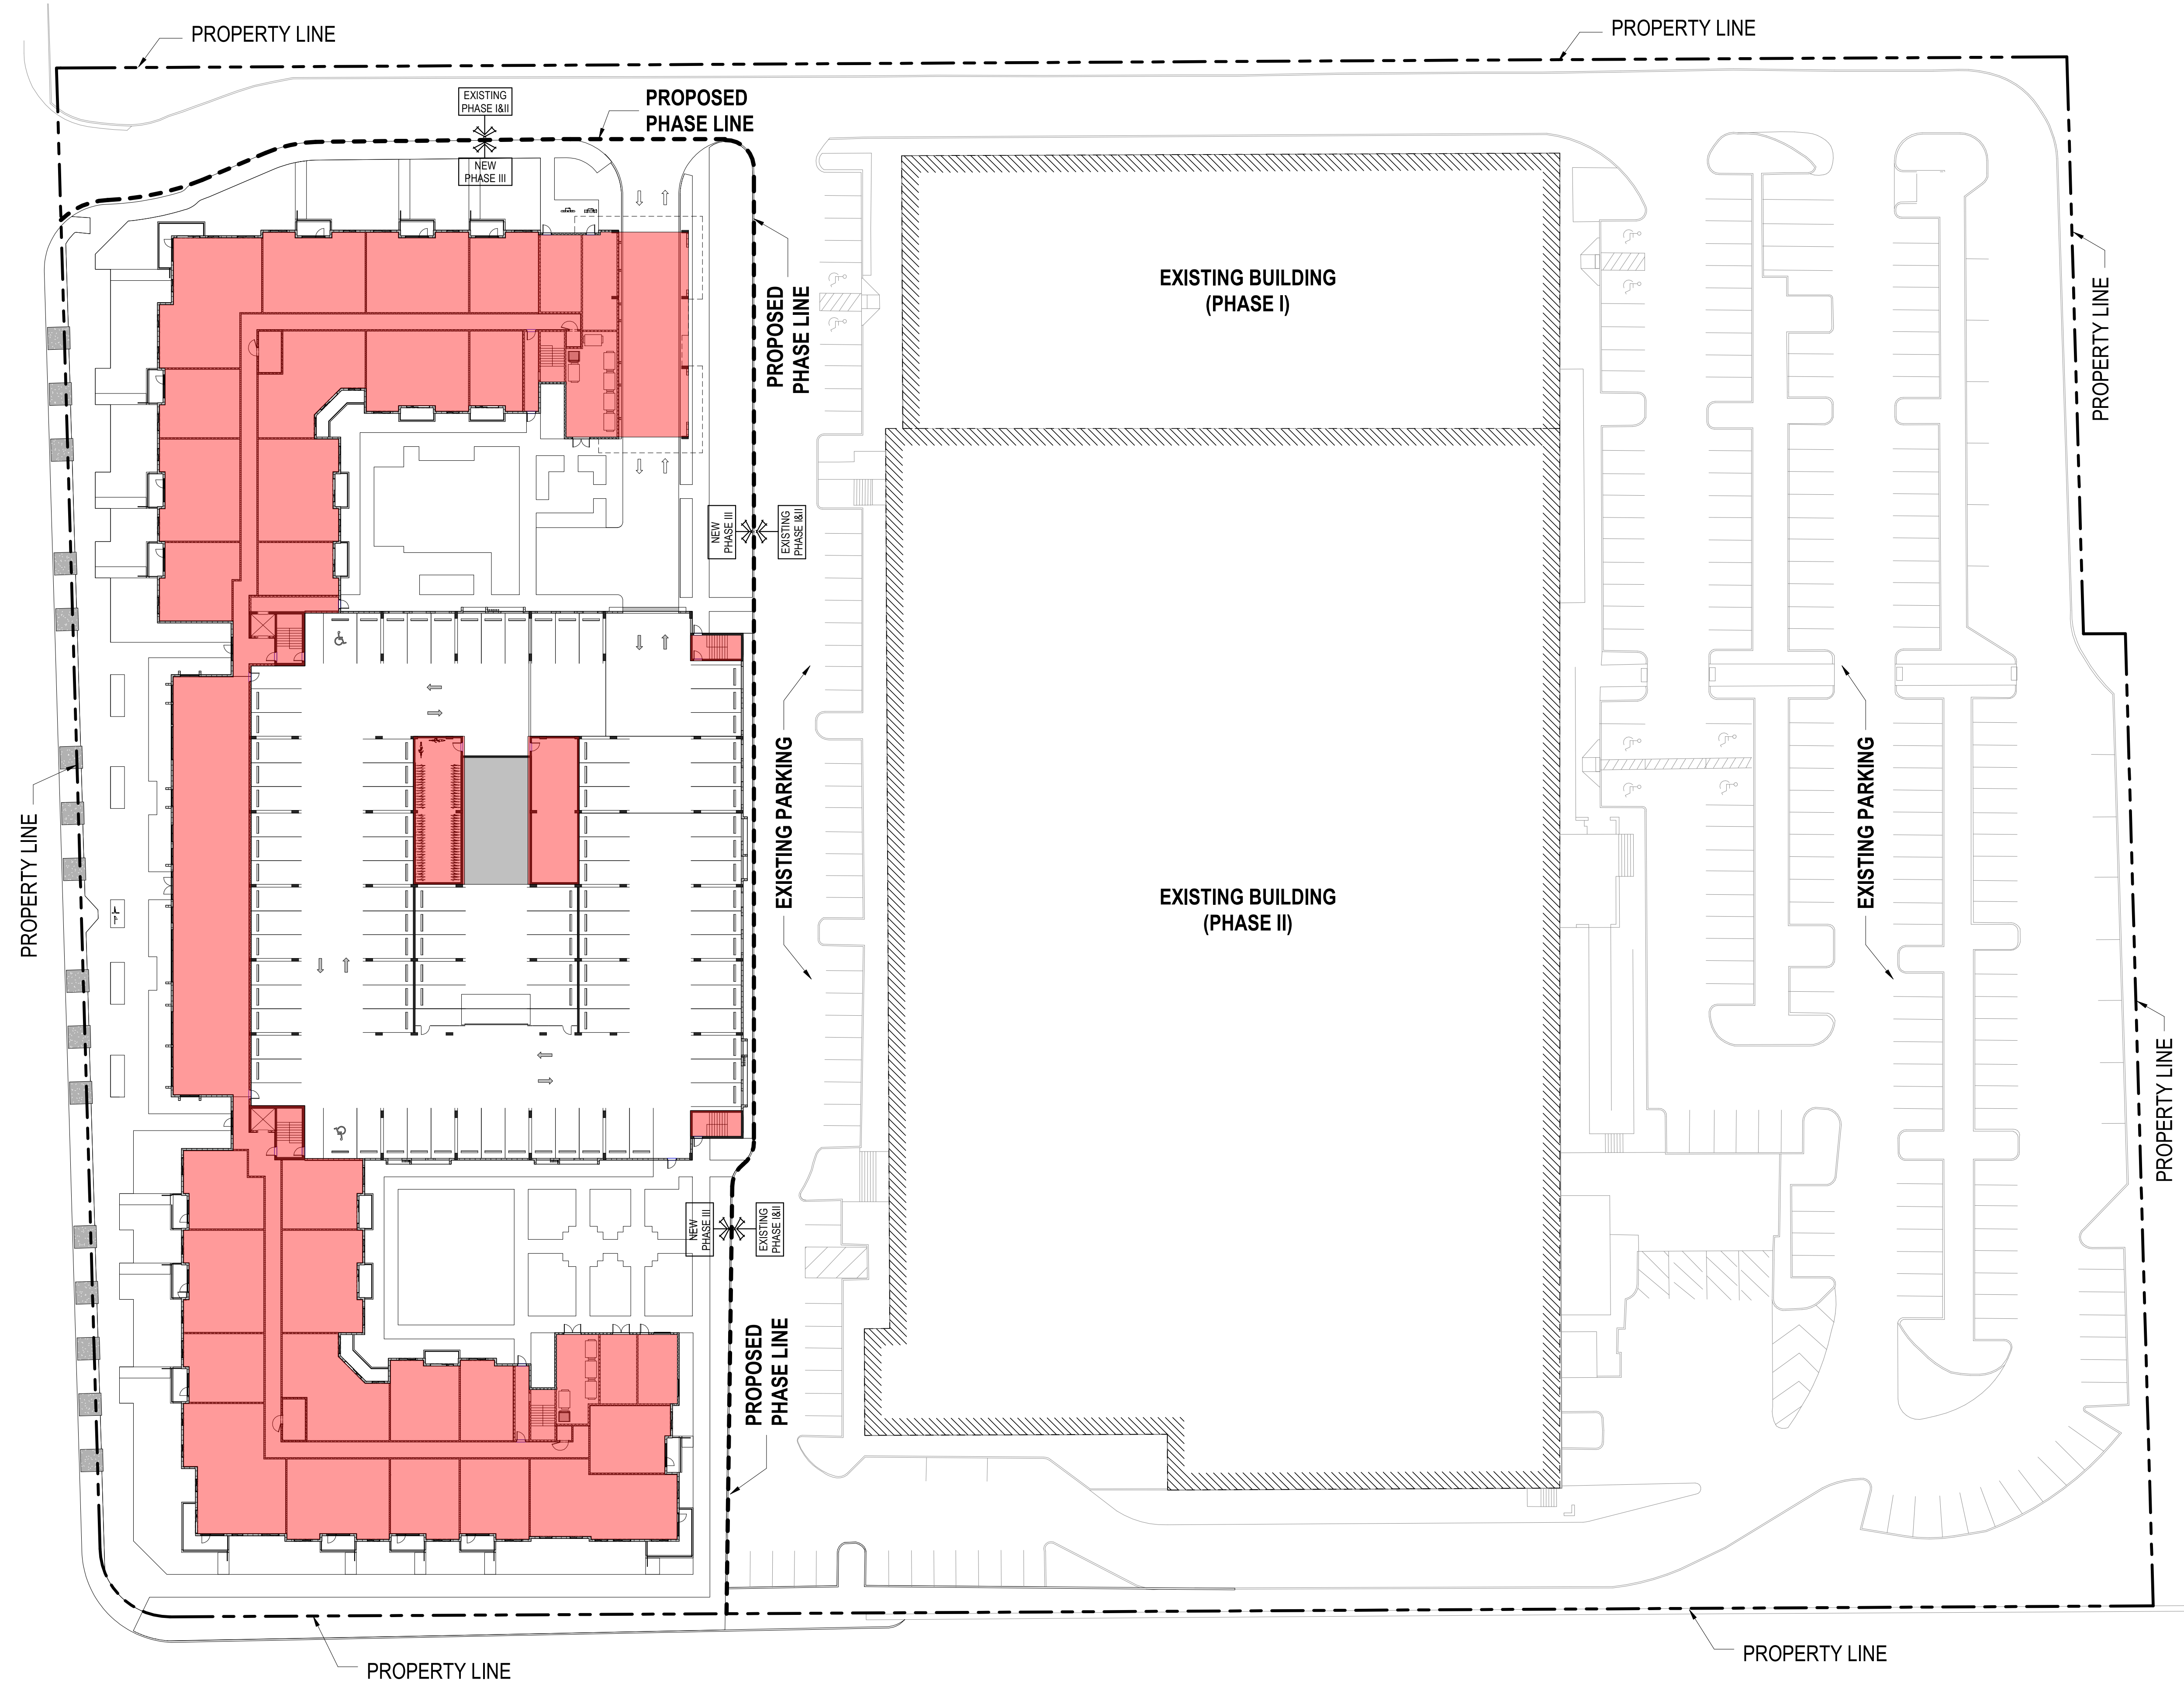 PROPERTY LINE
PROPERTY LINE
EXISTING
PHASE I&II
PROPOSED
PHASE LINE
NEW
PHASE III
PROPOSED
PHASE LINE
EXISTING BUILDING
(PHASE I)
PROPERTY LINE
NEW
PHASE III
EXISTING
PHASE I&II
PROPERTY LINE
EXISTING PARKING
EXISTING BUILDING
(PHASE II)
EXISTING PARKING
PROPERTY LINE
NEW
PHASE III
EXISTING
PHASE I&II
PROPOSED
PHASE LINE
PROPERTY LINE
PROPERTY LINE